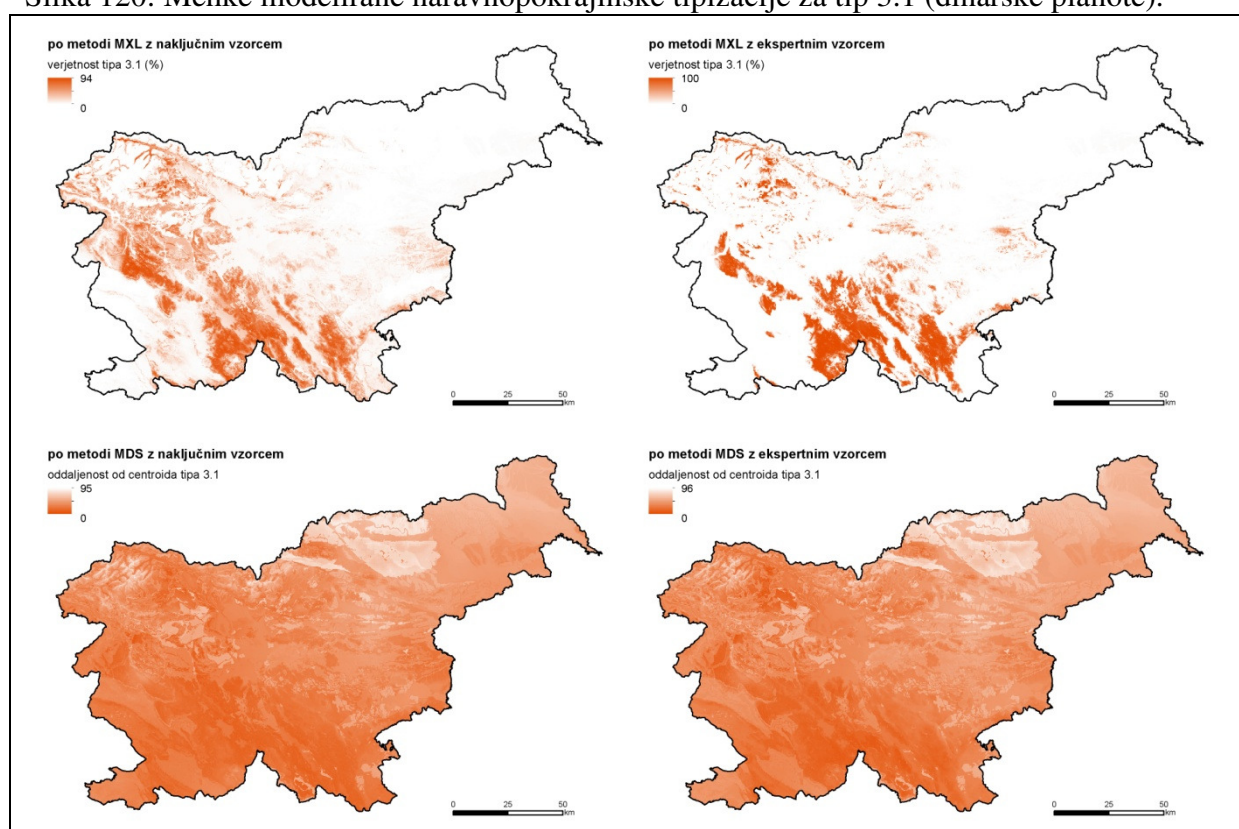 Slika 120: Mehke modelirane naravnopokrajinske tipizacije za tip 3.1 (dinarske planote).
po metodi MXL z naključnim vzorcem
verjetnost tipa 3.1 (%)
94
0
0 25 50
km
po metodi MXL z ekspertnim vzorcem
verjetnost tipa 3.1 (%)
100
0
0 25 50
km
po metodi MDS z naključnim vzorcem
oddaljenost od centroida tipa 3.1
95
0
0 25 50
km
po metodi MDS z ekspertnim vzorcem
oddaljenost od centroida tipa 3.1
96
0
0 25 50
km